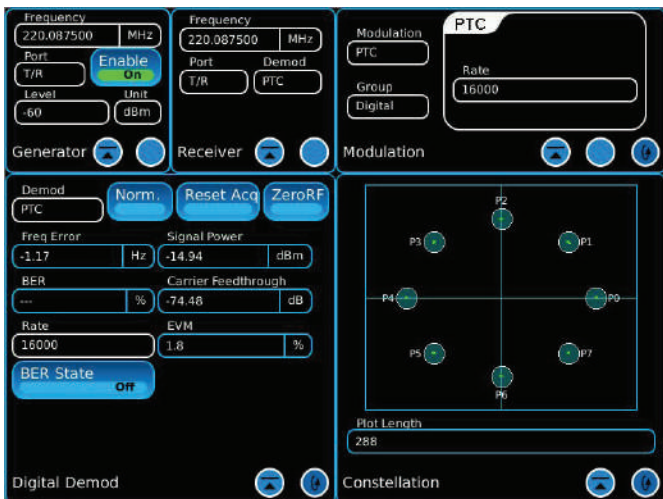 Frequency
220.087500 MHz
Port
T/R
Enable
On
Level Unit
-60 dBm
Generator
Frequency
220.087500 MHz
Port Demod
T/R PTC
Receiver
Modulation
PTC
Group
Digital
PTC
Rate
16000
Modulation
Demod
PTC
Norm.
Reset Acq
ZeroRF
Freq Error Signal Power
-1.17 Hz -14.94 dBm
BER Carrier Feedthrough
--- % -74.48 dB
Rate EVM
16000 1.8 %
BER State
Off
Digital Demod
P2
P3 P1
P4 P0
P5 P7
P6
Plot Length
288
Constellation